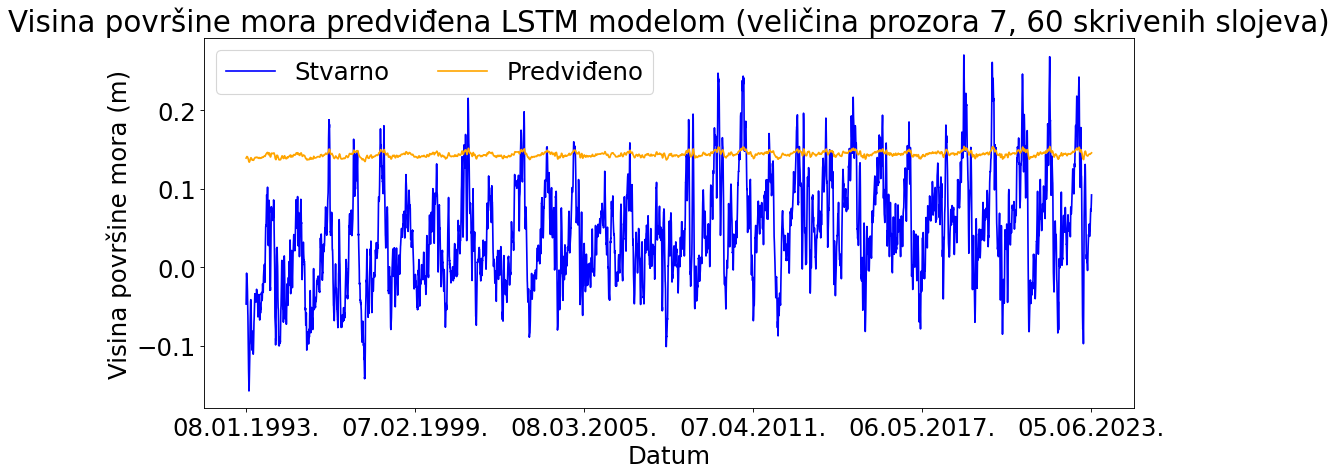 Visina površine mora predviđena LSTM modelom (veličina prozora 7, 60 skrivenih slojeva)
Stvarno Predviđeno
Visina površine mora (m)
0.2
0.1
0.0
−0.1
08.01.1993. 07.02.1999. 08.03.2005. 07.04.2011. 06.05.2017. 05.06.2023.
Datum